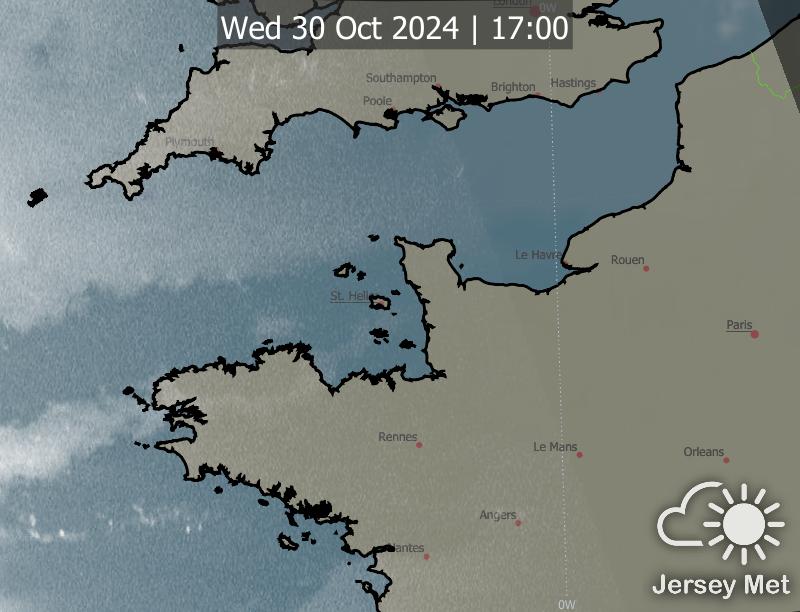 London
0W
Wed 30 Oct 2024 | 17:00
Southampton
Brighton
Hastings
Poole
Plymouth
Le Havre
Rouen
St. Helier
Paris
Rennes
Le Mans
Orleans
Angers
Nantes
Jersey Met
0W